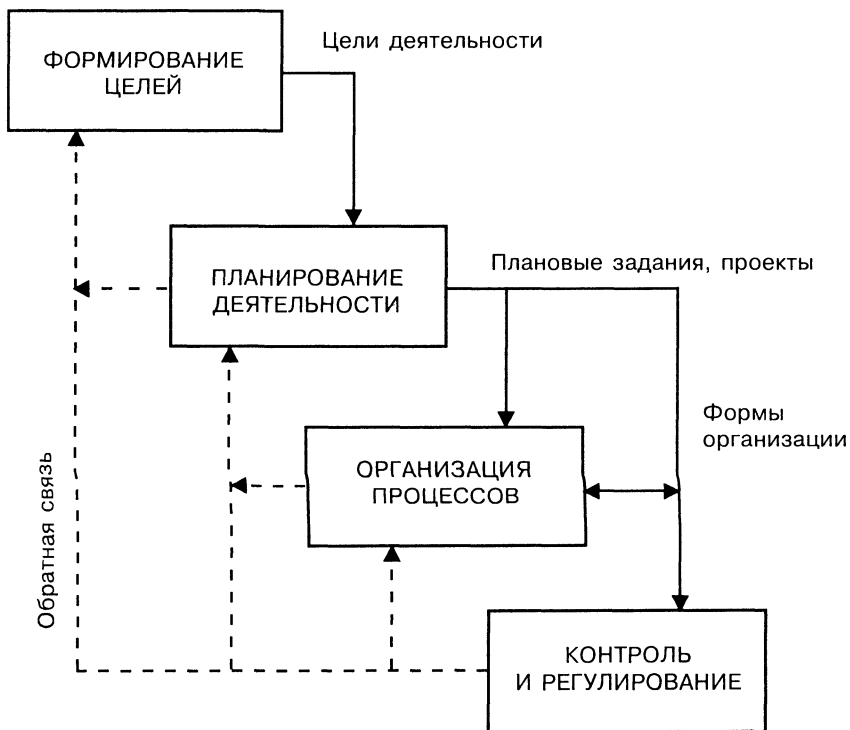 Цели деятельности
ФОРМИРОВАНИЕ
ЦЕЛЕЙ
Плановые задания, проекты
ПЛАНИРОВАНИЕ
ДЕЯТЕЛЬНОСТИ
Формы
организации
ОРГАНИЗАЦИЯ
ПРОЦЕССОВ
Обратная связь
КОНТРОЛЬ
И РЕГУЛИРОВАНИЕ